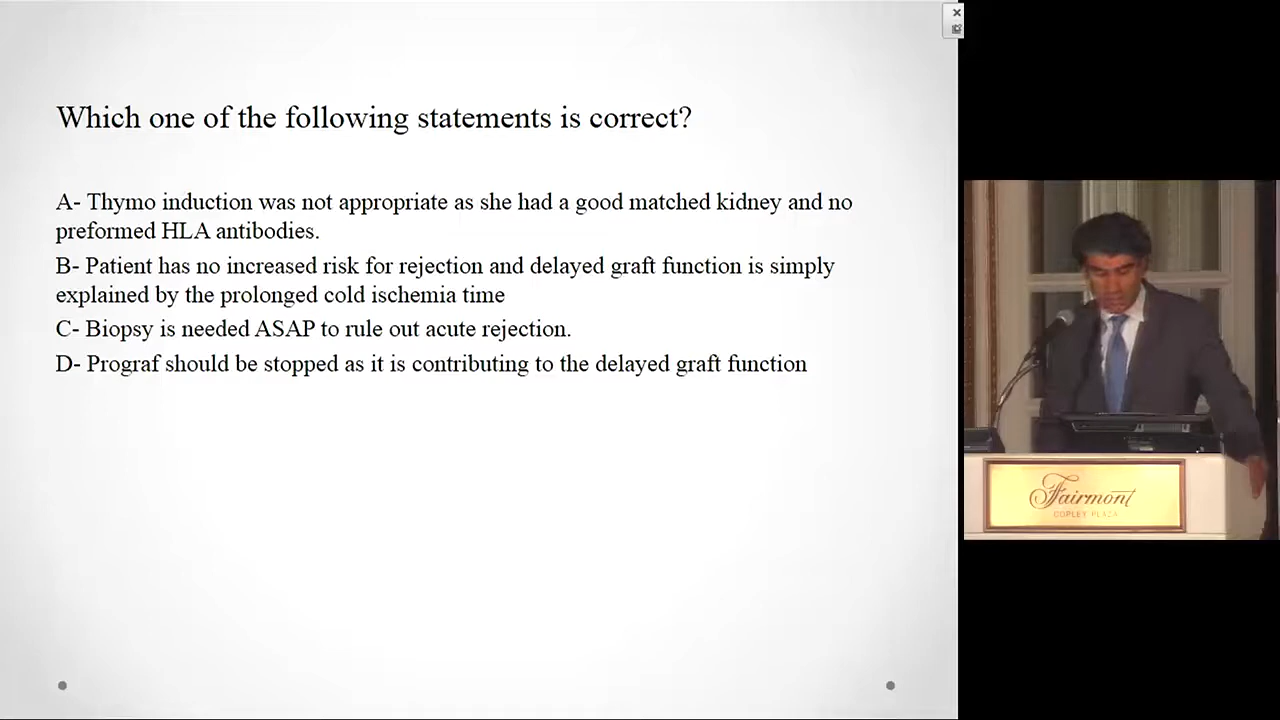 Which one of the following statements is correct?
A- Thymo induction was not appropriate as she had a good matched kidney and no
preformed HLA antibodies.
B- Patient has no increased risk for rejection and delayed graft function is simply
explained by the prolonged cold ischemia time
C- Biopsy is needed ASAP to rule out acute rejection.
D- Prograf should be stopped as it is contributing to the delayed graft function
Fairmont
COPLEY PLAZA